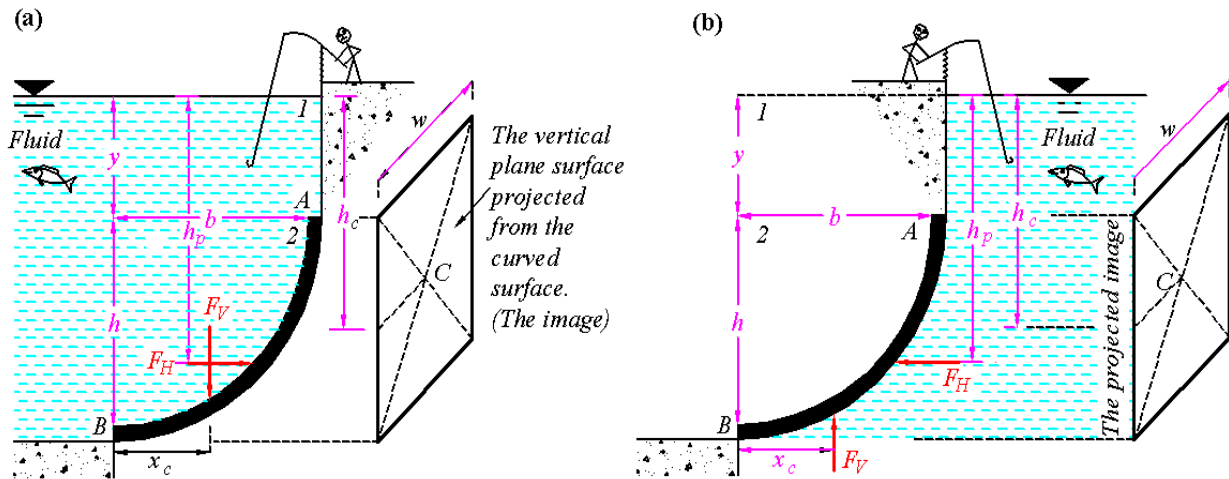 (a)
1
w
Fluid
y
A
b
2
h_p
h_c
The vertical
plane surface
projected
from the
curved
surface.
(The image)
C
F_V
h
F_H
B
x_c
(b)
1
w
Fluid
y
b
A
2
h_p
h_c
C
h
F_H
The projected image
B
x_c
F_V